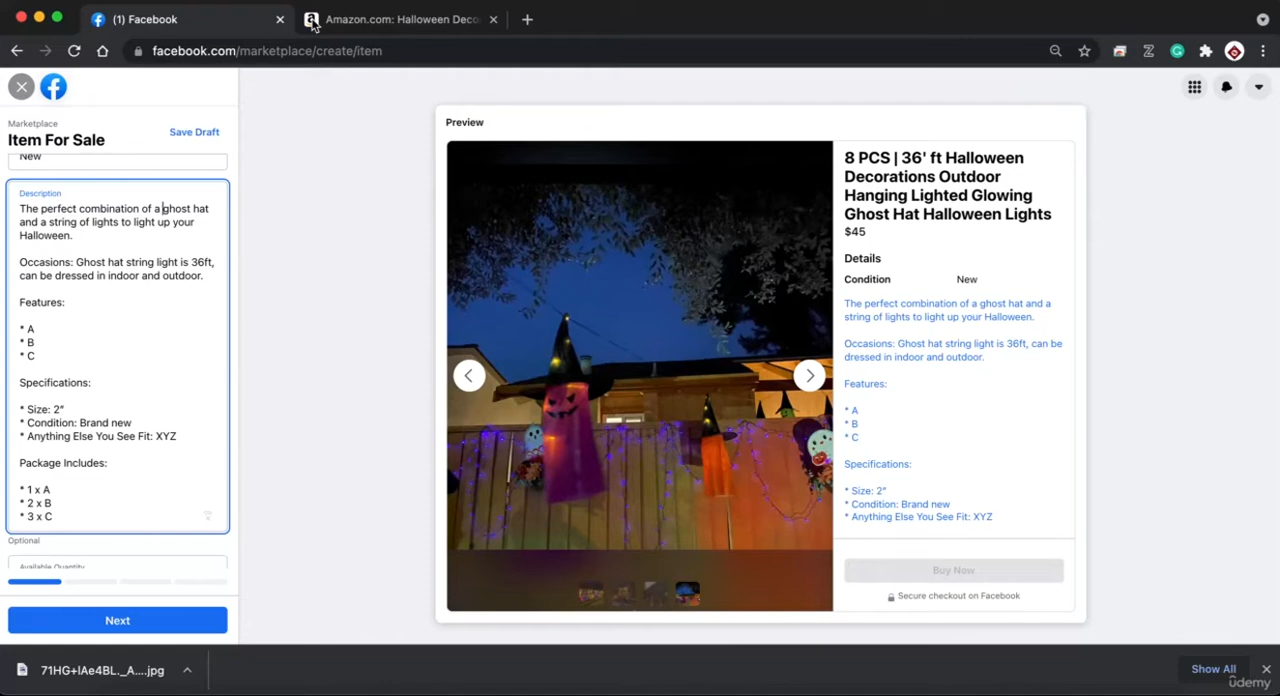 (1) Facebook
Amazon.com: Halloween Deco
facebook.com/marketplace/create/item
Marketplace
Item For Sale
Save Draft
New
Description
The perfect combination of a ghost hat
and a string of lights to light up your
Halloween.
Occasions: Ghost hat string light is 36ft,
can be dressed in indoor and outdoor.
Features:
* A
* B
* C
Specifications:
* Size: 2"
* Condition: Brand new
* Anything Else You See Fit: XYZ
Package Includes:
* 1 x A
* 2 x B
* 3 x C
Optional
Available Quantity
Next
Preview
8 PCS | 36' ft Halloween
Decorations Outdoor
Hanging Lighted Glowing
Ghost Hat Halloween Lights
$45
Details
Condition New
The perfect combination of a ghost hat and a
string of lights to light up your Halloween.
Occasions: Ghost hat string light is 36ft, can be
dressed in indoor and outdoor.
Features:
* A
* B
* C
Specifications:
* Size: 2"
* Condition: Brand new
* Anything Else You See Fit: XYZ
Buy Now
Secure checkout on Facebook
71HG+IAe4BL._A....jpg
Show All
ûdemy